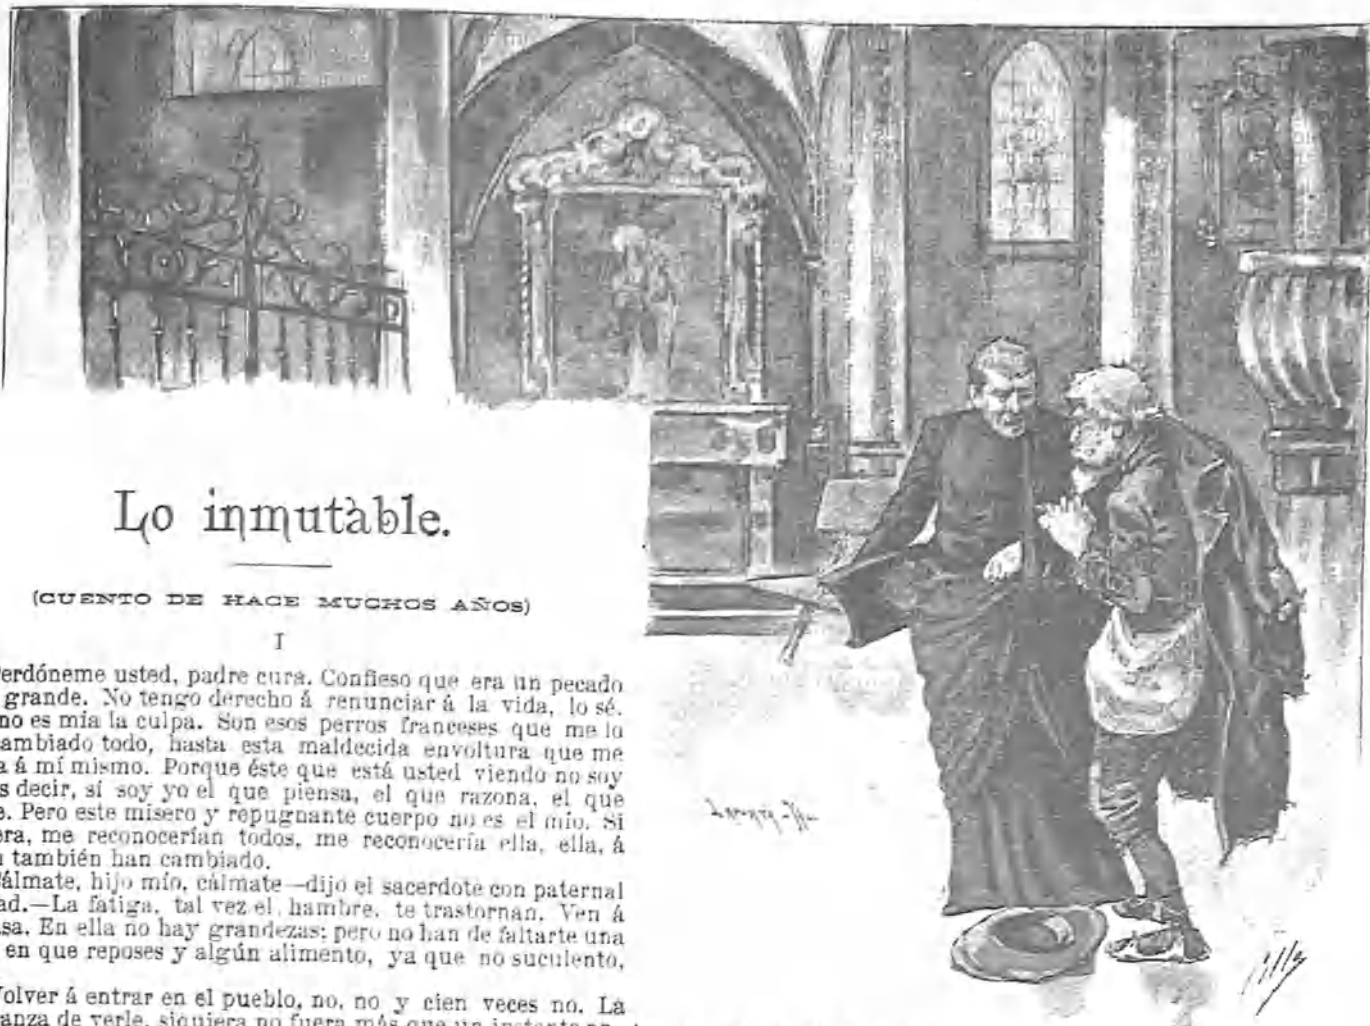 Lo inmutàble.
(CUENTO DE HACE MUCHOS AÑOS)
I
erdóneme usted, padre cura. Confieso que era un pecado
grande. No tengo derecho á renunciar á la vida, lo sé.
no es mía la culpa. Son esos perros franceses que me lo
ambiado todo, hasta esta maldecida envoltura que me
a á mí mismo. Porque éste que está usted viendo no soy
s decir, sí soy yo el que piensa, el que razona, el que
e. Pero este mísero y repugnante cuerpo no es el mío. Si
era, me reconocerían todos, me reconocería ella, ella, á
también han cambiado.
álmate, hijo mío, cálmate—dijo el sacerdote con paternal
ad.—La fatiga, tal vez el hambre, te trastornan. Ven á
sa. En ella no hay grandezas; pero no han de faltarte una
en que reposes y algún alimento, ya que no suculento,
olver á entrar en el pueblo, no, no y cien veces no. La
anza de verle, siquiera no fuera más que un instante
Cilla